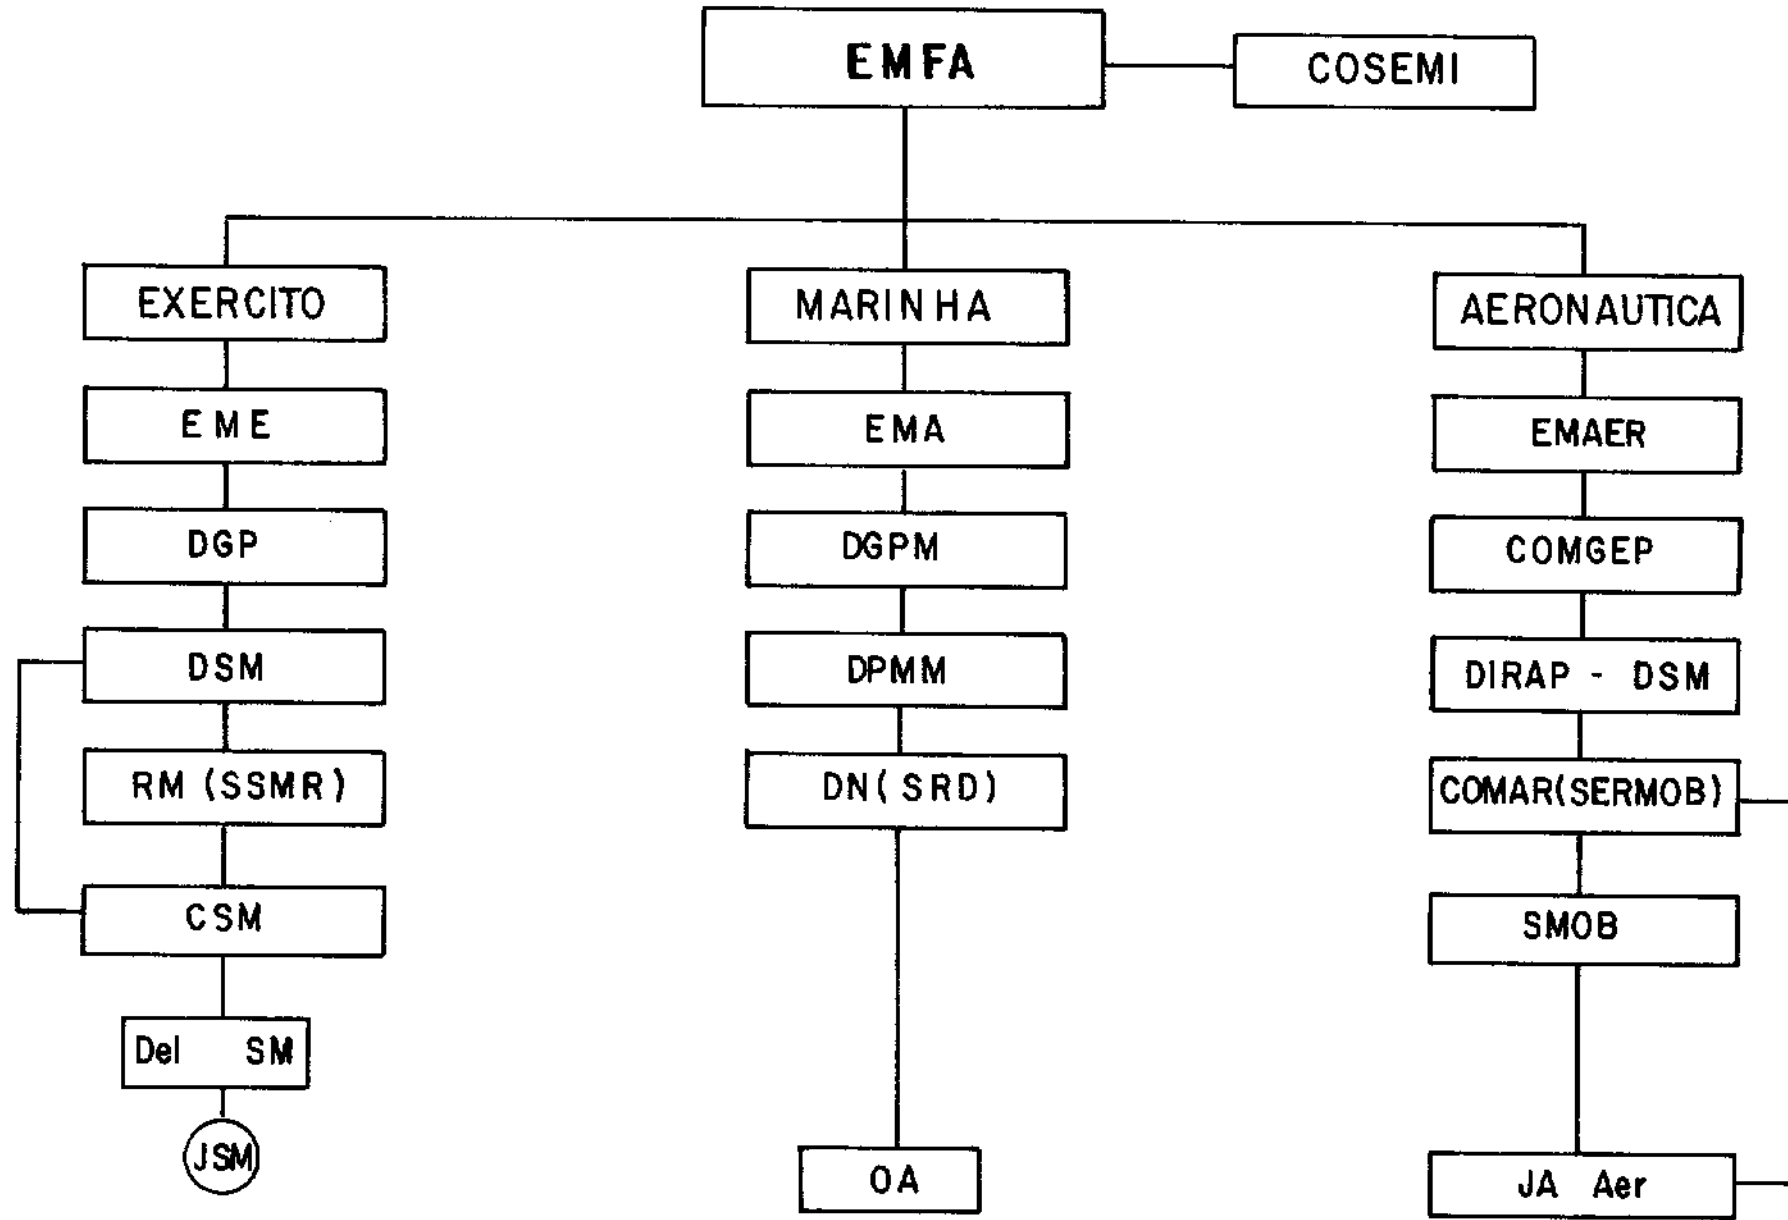 EMFA
COSEMI
EXERCITO
MARINHA
AERONAUTICA
EME
EMA
EMAER
DGP
DGPM
COMGEP
DSM
DPMM
DIRAP - DSM
RM (SSMR)
DN(SRD)
COMAR(SERMOB)
CSM
SMOB
Del SM
JSM
OA
JA Aer